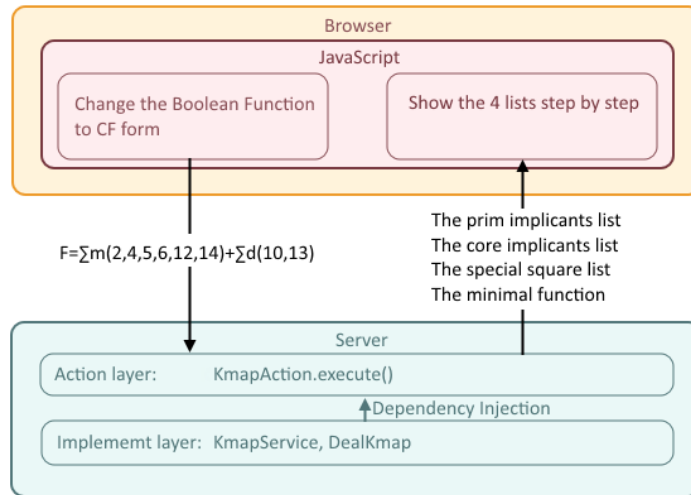 Browser
JavaScript
Change the Boolean Function
to CF form
Show the 4 lists step by step
F=∑m(2,4,5,6,12,14)+∑d(10,13)
The prim implicants list
The core implicants list
The special square list
The minimal function
Server
Action layer: KmapAction.execute()
Dependency Injection
Implememt layer: KmapService, DealKmap